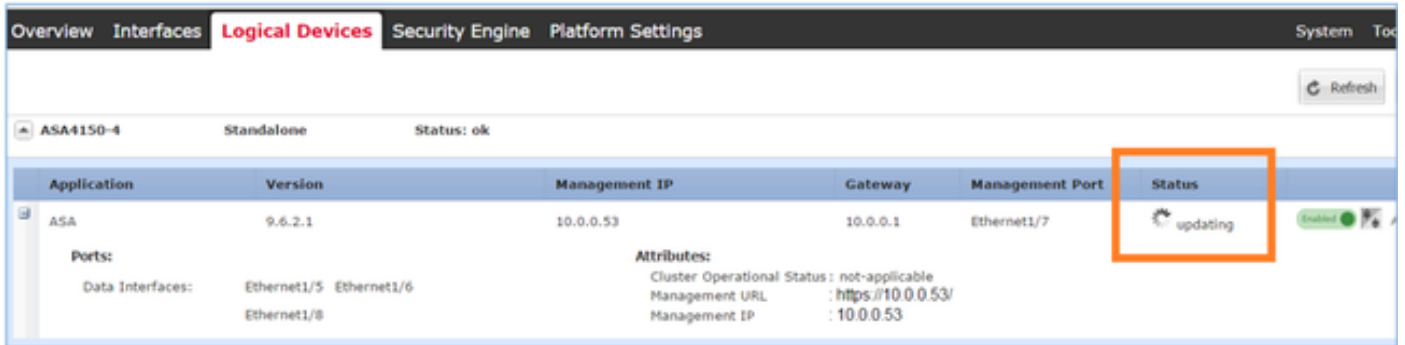 Overview Interfaces Logical Devices Security Engine Platform Settings System
Refresh
ASA4150-4 Standalone Status: ok
Application Version Management IP Gateway Management Port Status
ASA 9.6.2.1 10.0.0.53 10.0.0.1 Ethernet1/7 updating Enabled
Ports: Attributes:
Cluster Operational Status : not-applicable
Data Interfaces: Ethernet1/5 Ethernet1/6 Management URL : https://10.0.0.53/
Ethernet1/8 Management IP : 10.0.0.53